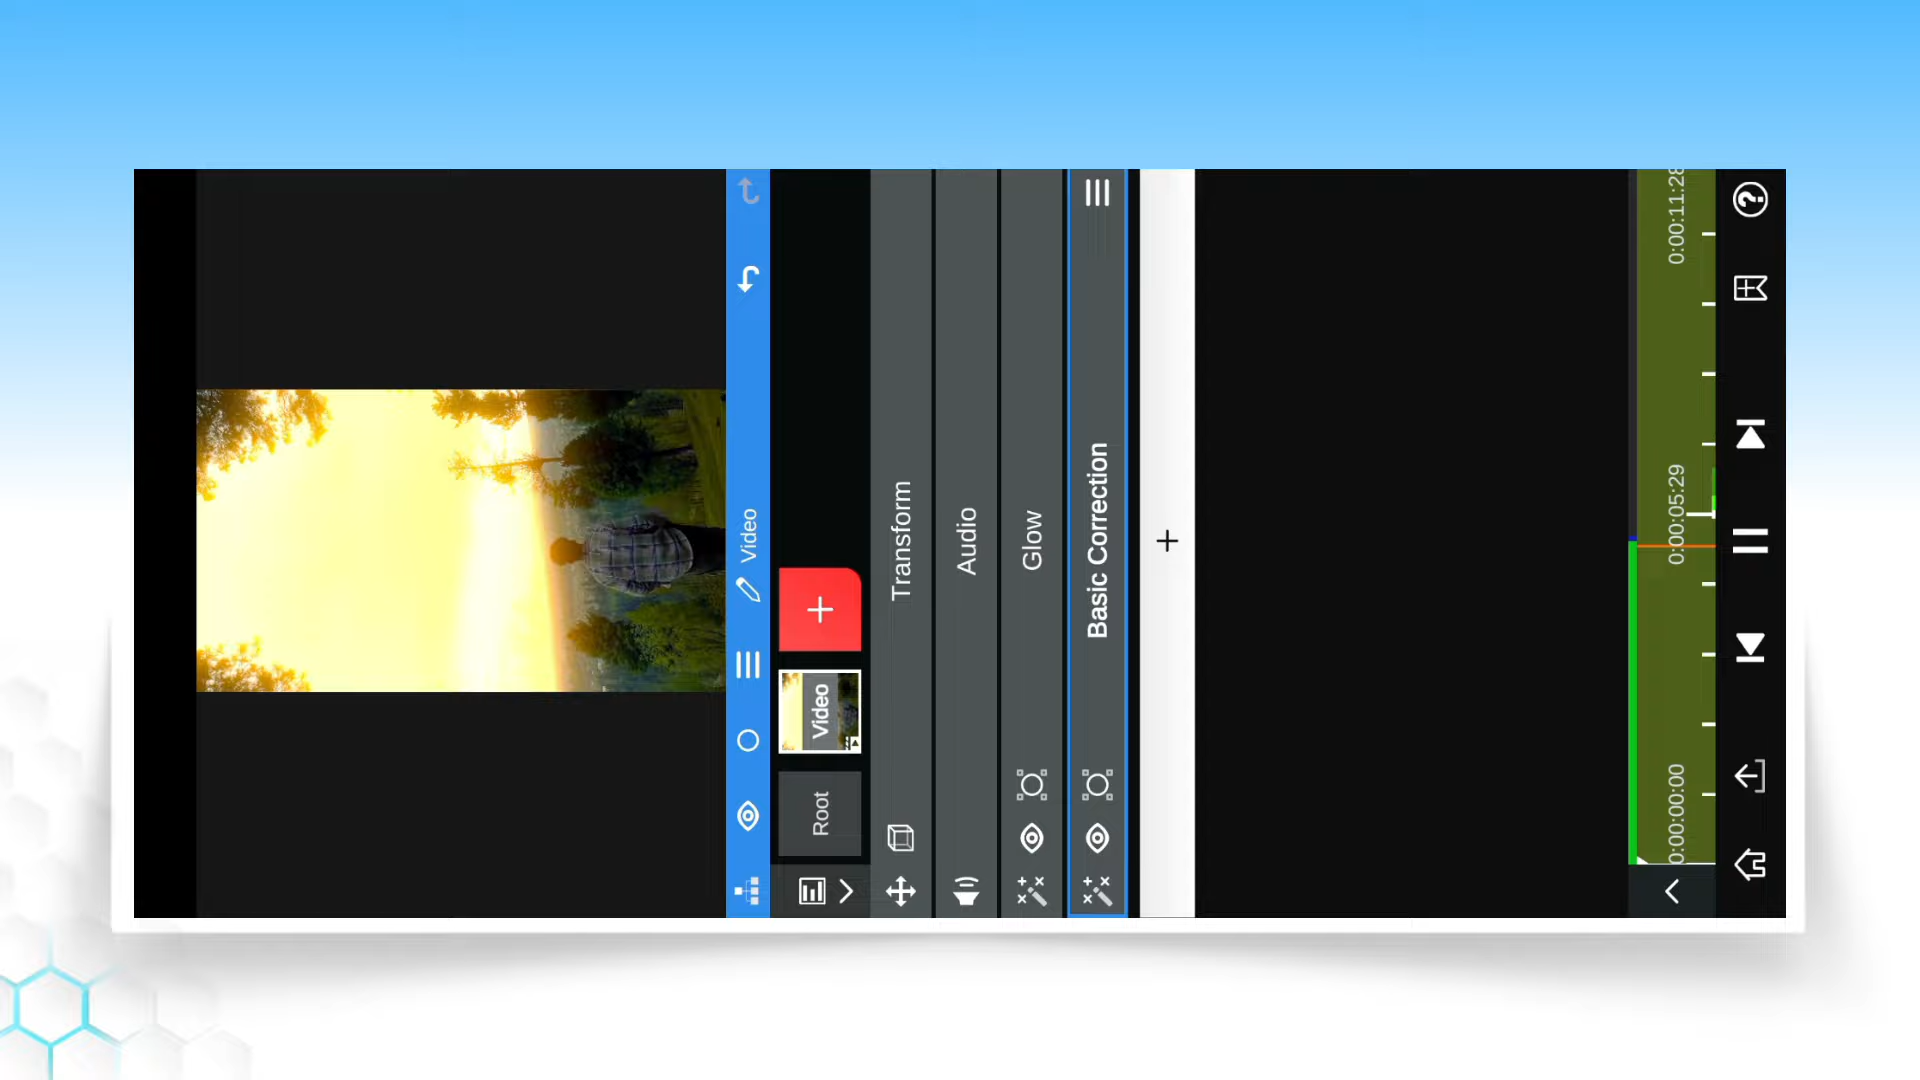 Video
Root
Video
Transform
Audio
Glow
Basic Correction
+
0:00:00:00
0:00:05:29
0:00:11:28